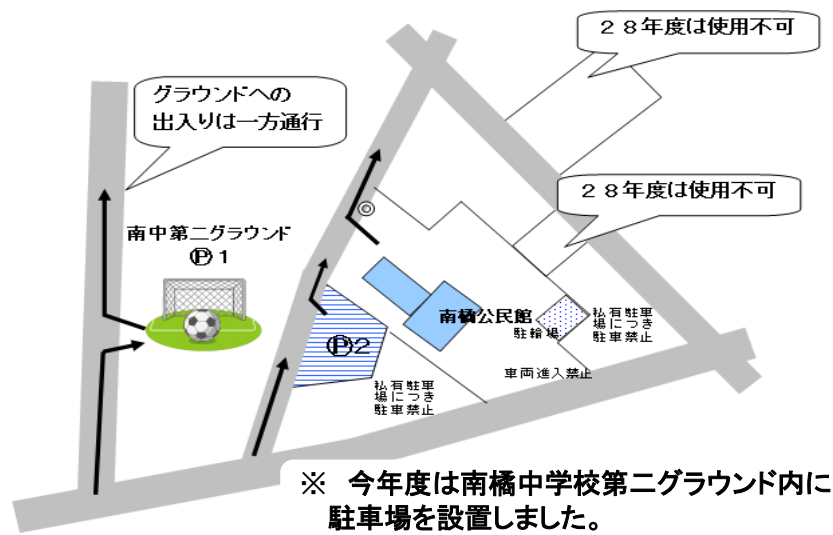 ２８年度は使用不可
グラウンドへの
出入りは一方通行
２８年度は使用不可
南中第二グラウンド
Ⓟ１
南橘公民館
駐輪場
私有駐車
場につき
駐車禁止
Ⓟ2
車両進入禁止
私有駐車
場につき
駐車禁止
※　今年度は南橘中学校第二グラウンド内に
駐車場を設置しました。